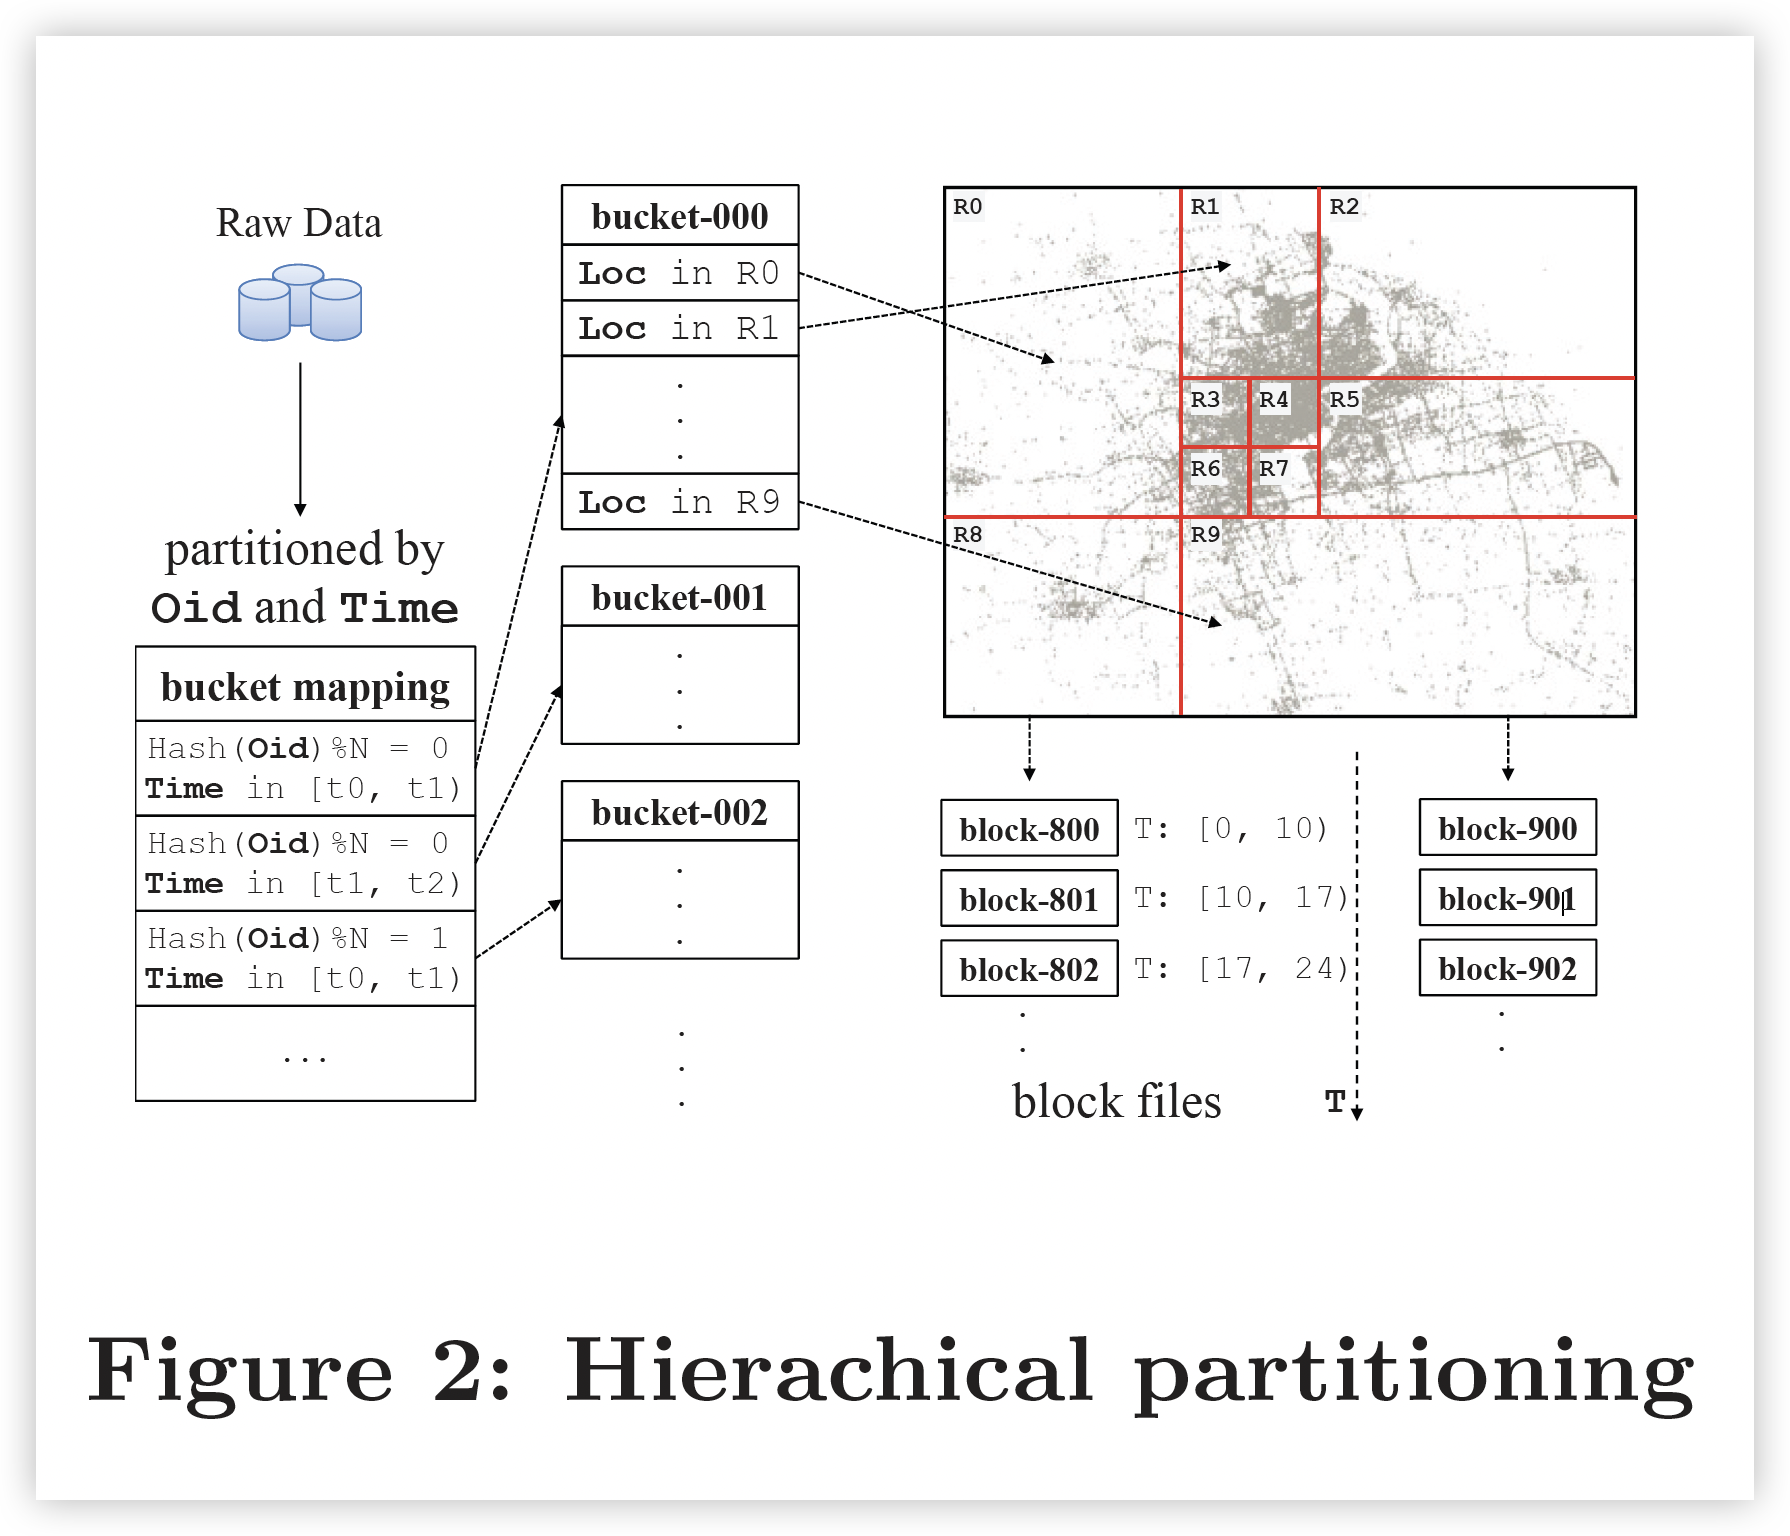 Raw Data
partitioned by
Oid and Time
bucket mapping
Hash(Oid)%N = 0
Time in [t0, t1)
Hash(Oid)%N = 0
Time in [t1, t2)
Hash(Oid)%N = 1
Time in [t0, t1)
...
bucket-000
Loc in R0
Loc in R1
.
.
.
Loc in R9
bucket-001
.
.
.
bucket-002
.
.
.
.
.
.
R0
R1
R2
R3
R4
R5
R6
R7
R8
R9
block-800
T: [0, 10)
block-801
T: [10, 17)
block-802
T: [17, 24)
.
.
block files
T
block-900
block-901
block-902
.
.
Figure 2: Hierachical partitioning